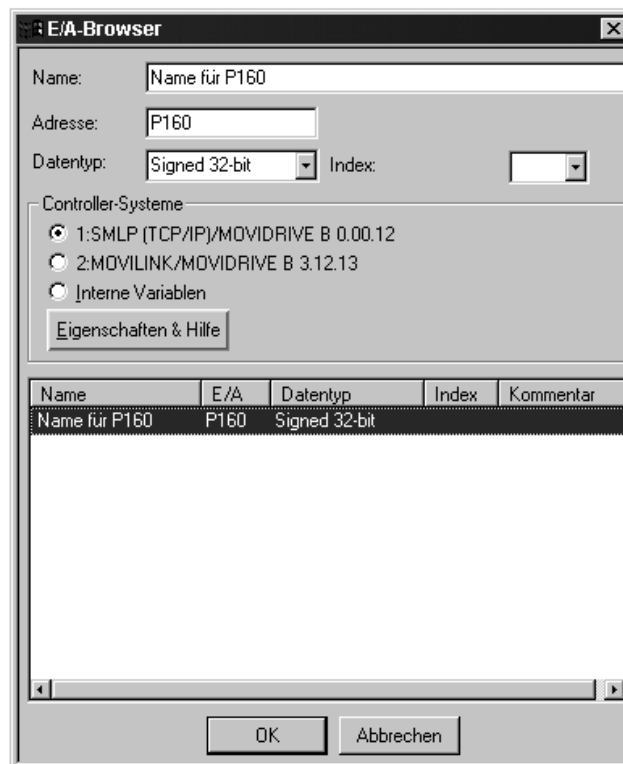 E/A-Browser
Name: Name für P160
Adresse: P160
Datentyp: Signed 32-bit Index:
Controller-Systeme
1:SMLP (TCP/IP)/MOVIDRIVE B 0.00.12
2:MOVILINK/MOVIDRIVE B 3.12.13
Interne Variablen
Eigenschaften & Hilfe
Name E/A Datentyp Index Kommentar
Name für P160 P160 Signed 32-bit
OK Abbrechen